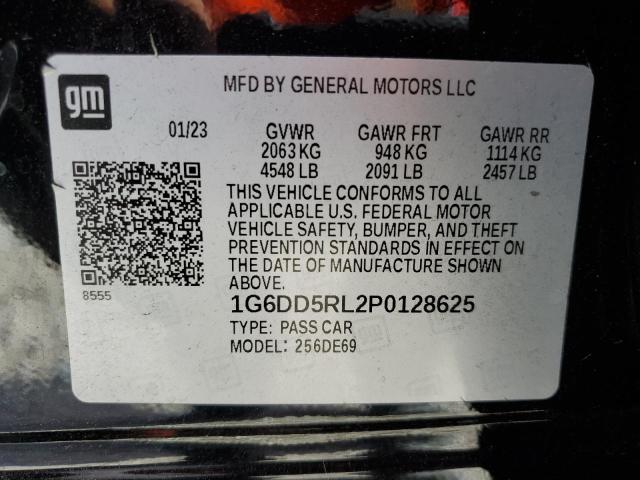 gm
MFD BY GENERAL MOTORS LLC
01/23 GVWR GAWR FRT GAWR RR
2063 KG 948 KG 1114 KG
4548 LB 2091 LB 2457 LB
THIS VEHICLE CONFORMS TO ALL
APPLICABLE U.S. FEDERAL MOTOR
VEHICLE SAFETY, BUMPER, AND THEFT
PREVENTION STANDARDS IN EFFECT ON
THE DATE OF MANUFACTURE SHOWN
ABOVE.
8555
1G6DD5RL2P0128625
TYPE: PASS CAR
MODEL: 256DE69